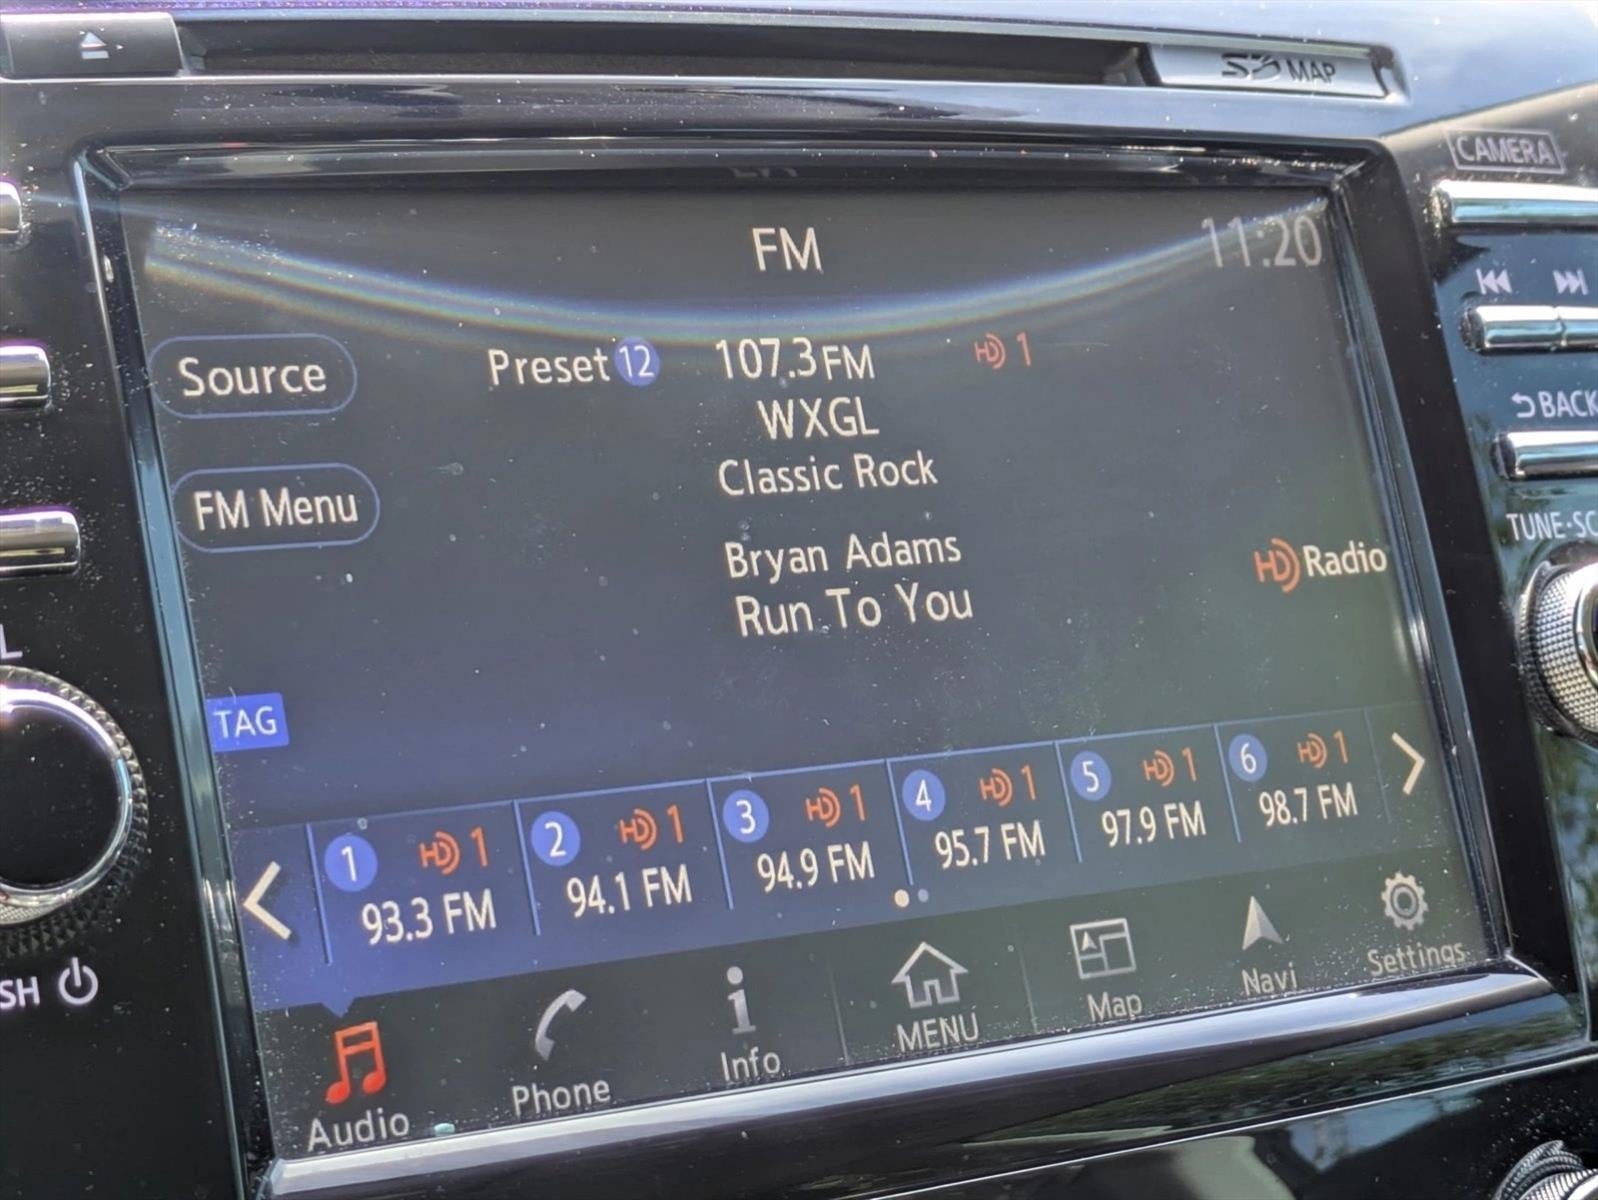 SD MAP
CAMERA
FM
11:20
Source
Preset 12
107.3 FM
HD 1
WXGL
BACK
Classic Rock
FM Menu
Bryan Adams
HD Radio
Run To You
TAG
1 HD 1
93.3 FM
2 HD 1
94.1 FM
3 HD 1
94.9 FM
4 HD 1
95.7 FM
5 HD 1
97.9 FM
6 HD 1
98.7 FM
Audio
Phone
Info
MENU
Map
Navi
Settings